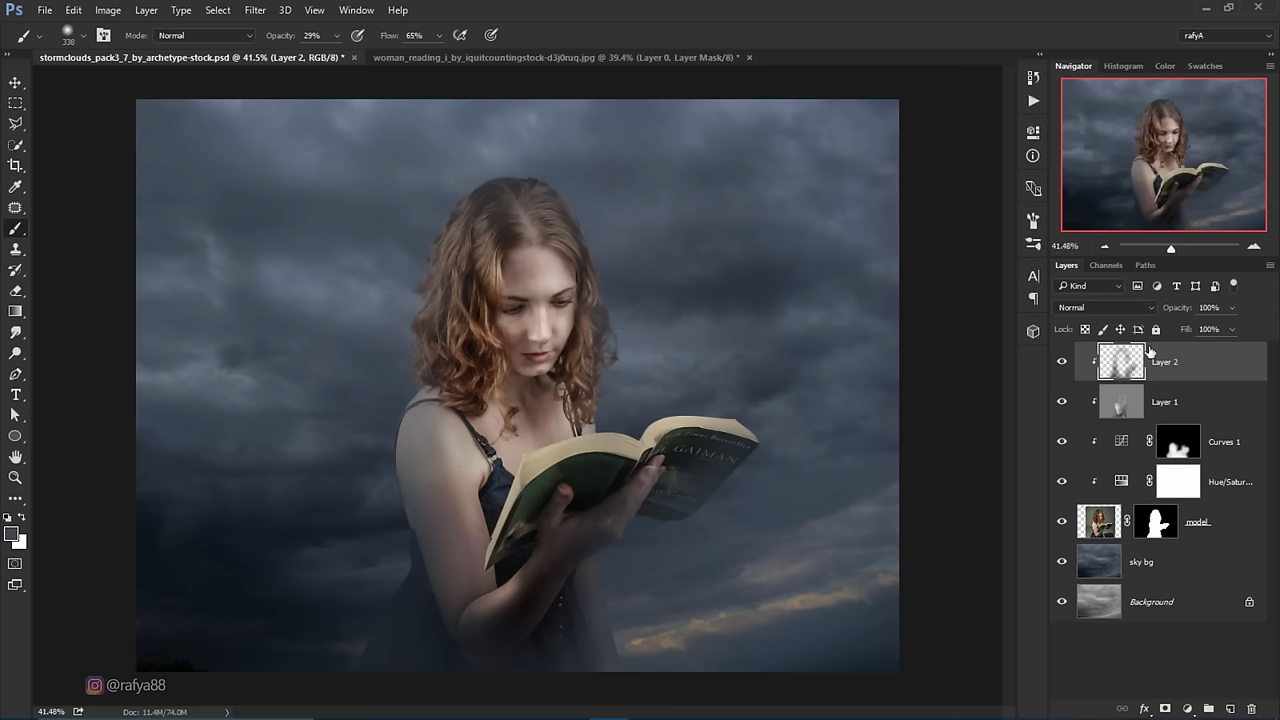 Ps File Edit Image Layer Type Select Filter 3D View Window Help
338 Mode: Normal Opacity: 29% Flow: 65% rafyA
stormclouds_pack3_7_by_archetype-stock.psd @ 41.5% (Layer 2, RGB/8) * × woman_reading_i_by_iquitcountingstock-d3j0ruq.jpg @ 39.4% (Layer 0, Layer Mask/8) * ×
Navigator Histogram Color Swatches
41.48%
Layers Channels Paths
Kind
Normal Opacity: 100%
Lock: Fill: 100%
Layer 2
Layer 1
Curves 1
Hue/Satur...
model
sky bg
Background
GAIMAN
@rafya88
41.48% Doc: 11.4M/74.0M